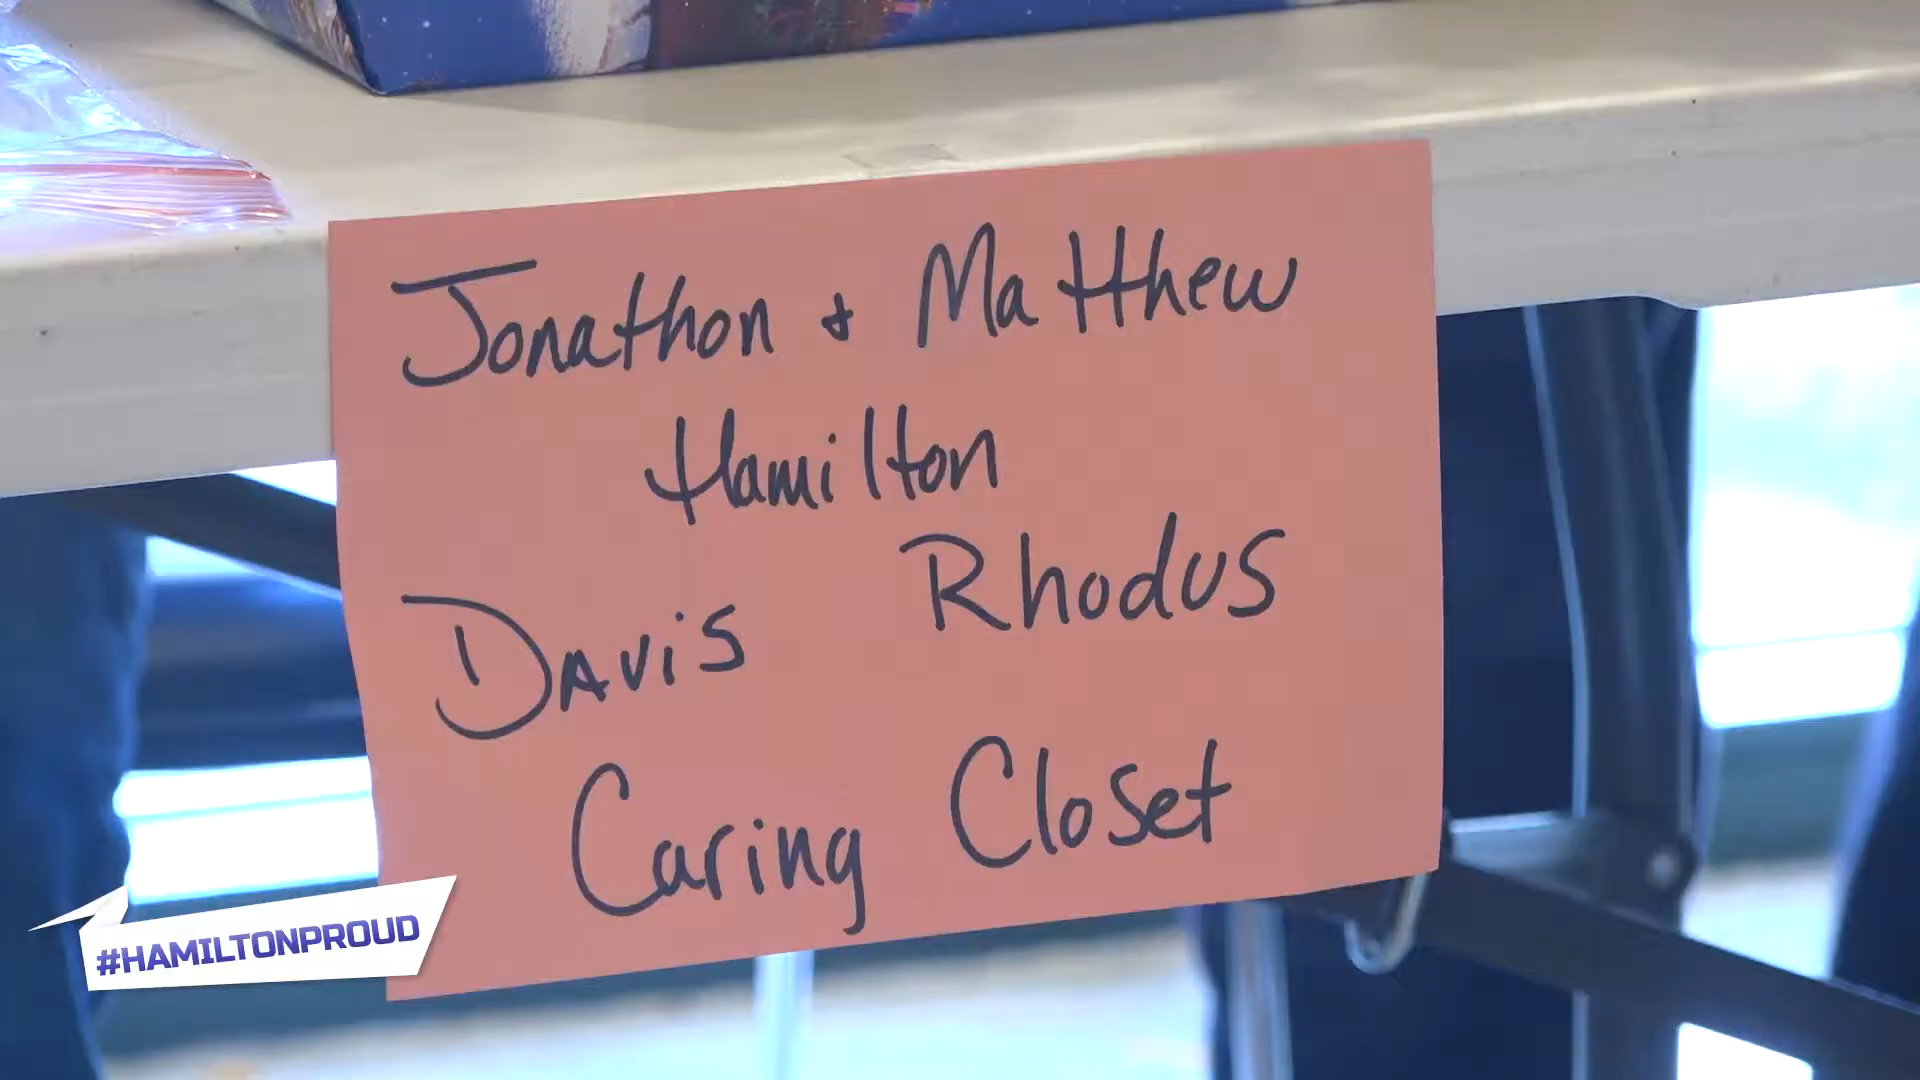 Jonathon + Matthew
Hamilton
Davis Rhodus
Caring Closet
#HAMILTONPROUD